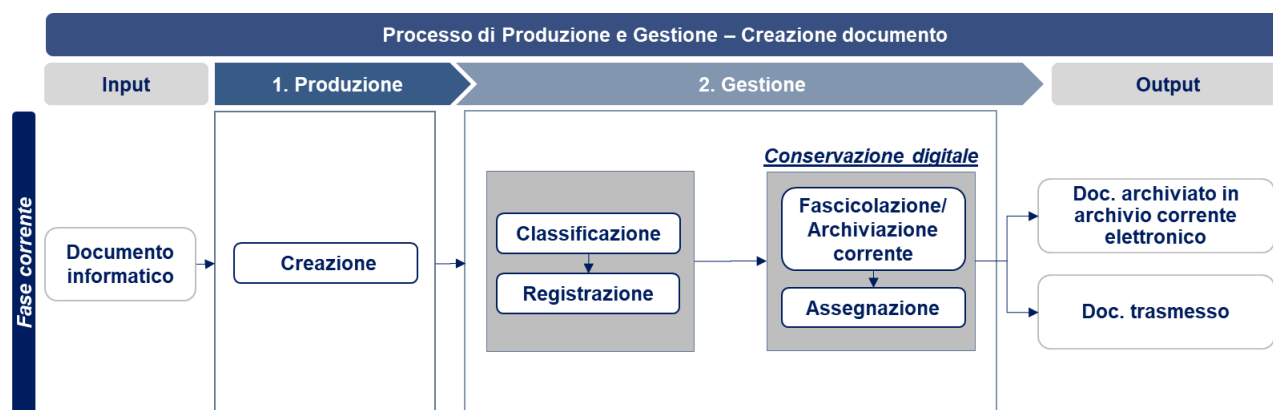 Processo di Produzione e Gestione – Creazione documento
Input
1. Produzione
2. Gestione
Output
Fase corrente
Documento
informatico
Creazione
Classificazione
Registrazione
Conservazione digitale
Fascicolazione/
Archiviazione
corrente
Assegnazione
Doc. archiviato in
archivio corrente
elettronico
Doc. trasmesso